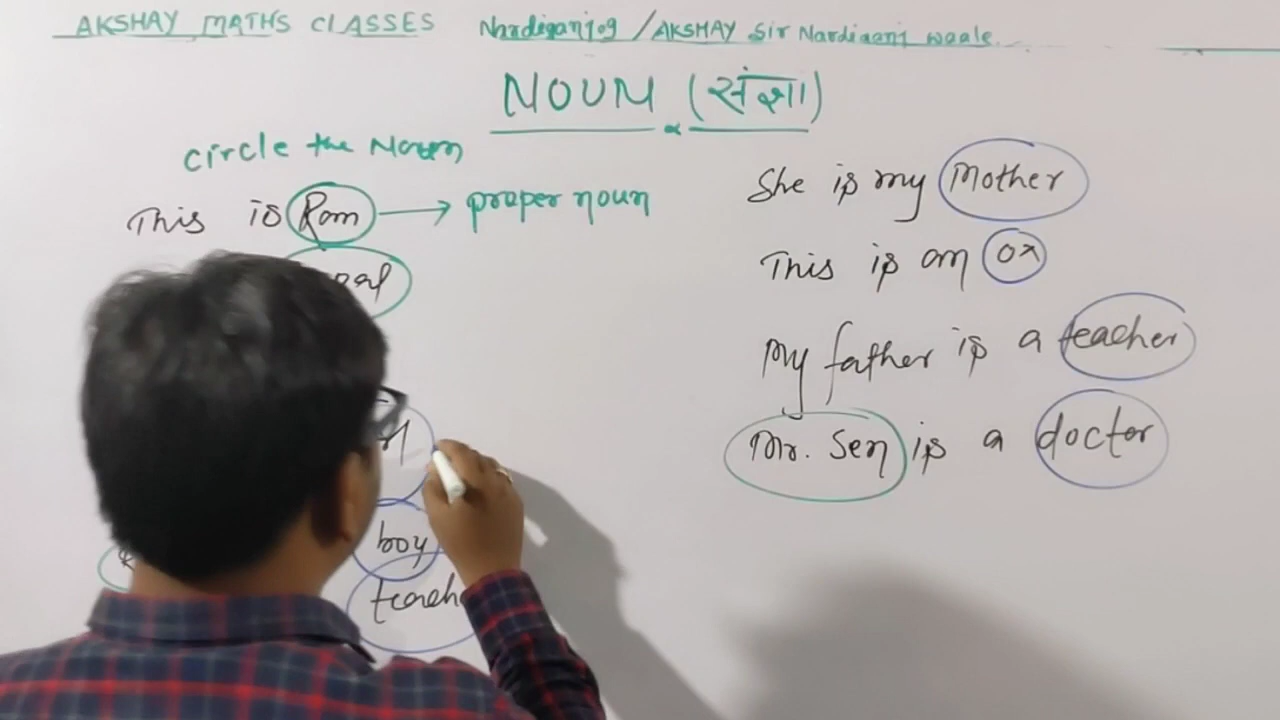 AKSHAY MATHS CLASSES Nardiganj09 / AKSHAY Sir Nardiganj waale.
NOUN (संज्ञा)
circle the Noun
This is Ram → proper noun
boy
She is my Mother
This is an ox
My father is a teacher
Mr. Sen is a doctor